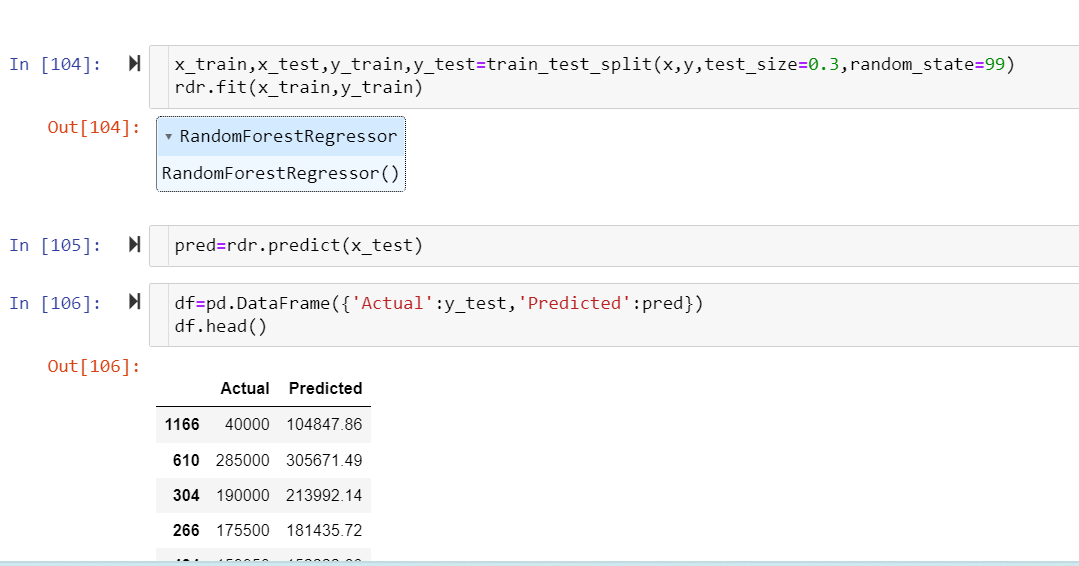 In [104]: x_train,x_test,y_train,y_test=train_test_split(x,y,test_size=0.3,random_state=99)
rdr.fit(x_train,y_train)
Out[104]: ▾ RandomForestRegressor
RandomForestRegressor()
In [105]: pred=rdr.predict(x_test)
In [106]: df=pd.DataFrame({'Actual':y_test,'Predicted':pred})
df.head()
Out[106]:
Actual Predicted
1166 40000 104847.86
610 285000 305671.49
304 190000 213992.14
266 175500 181435.72